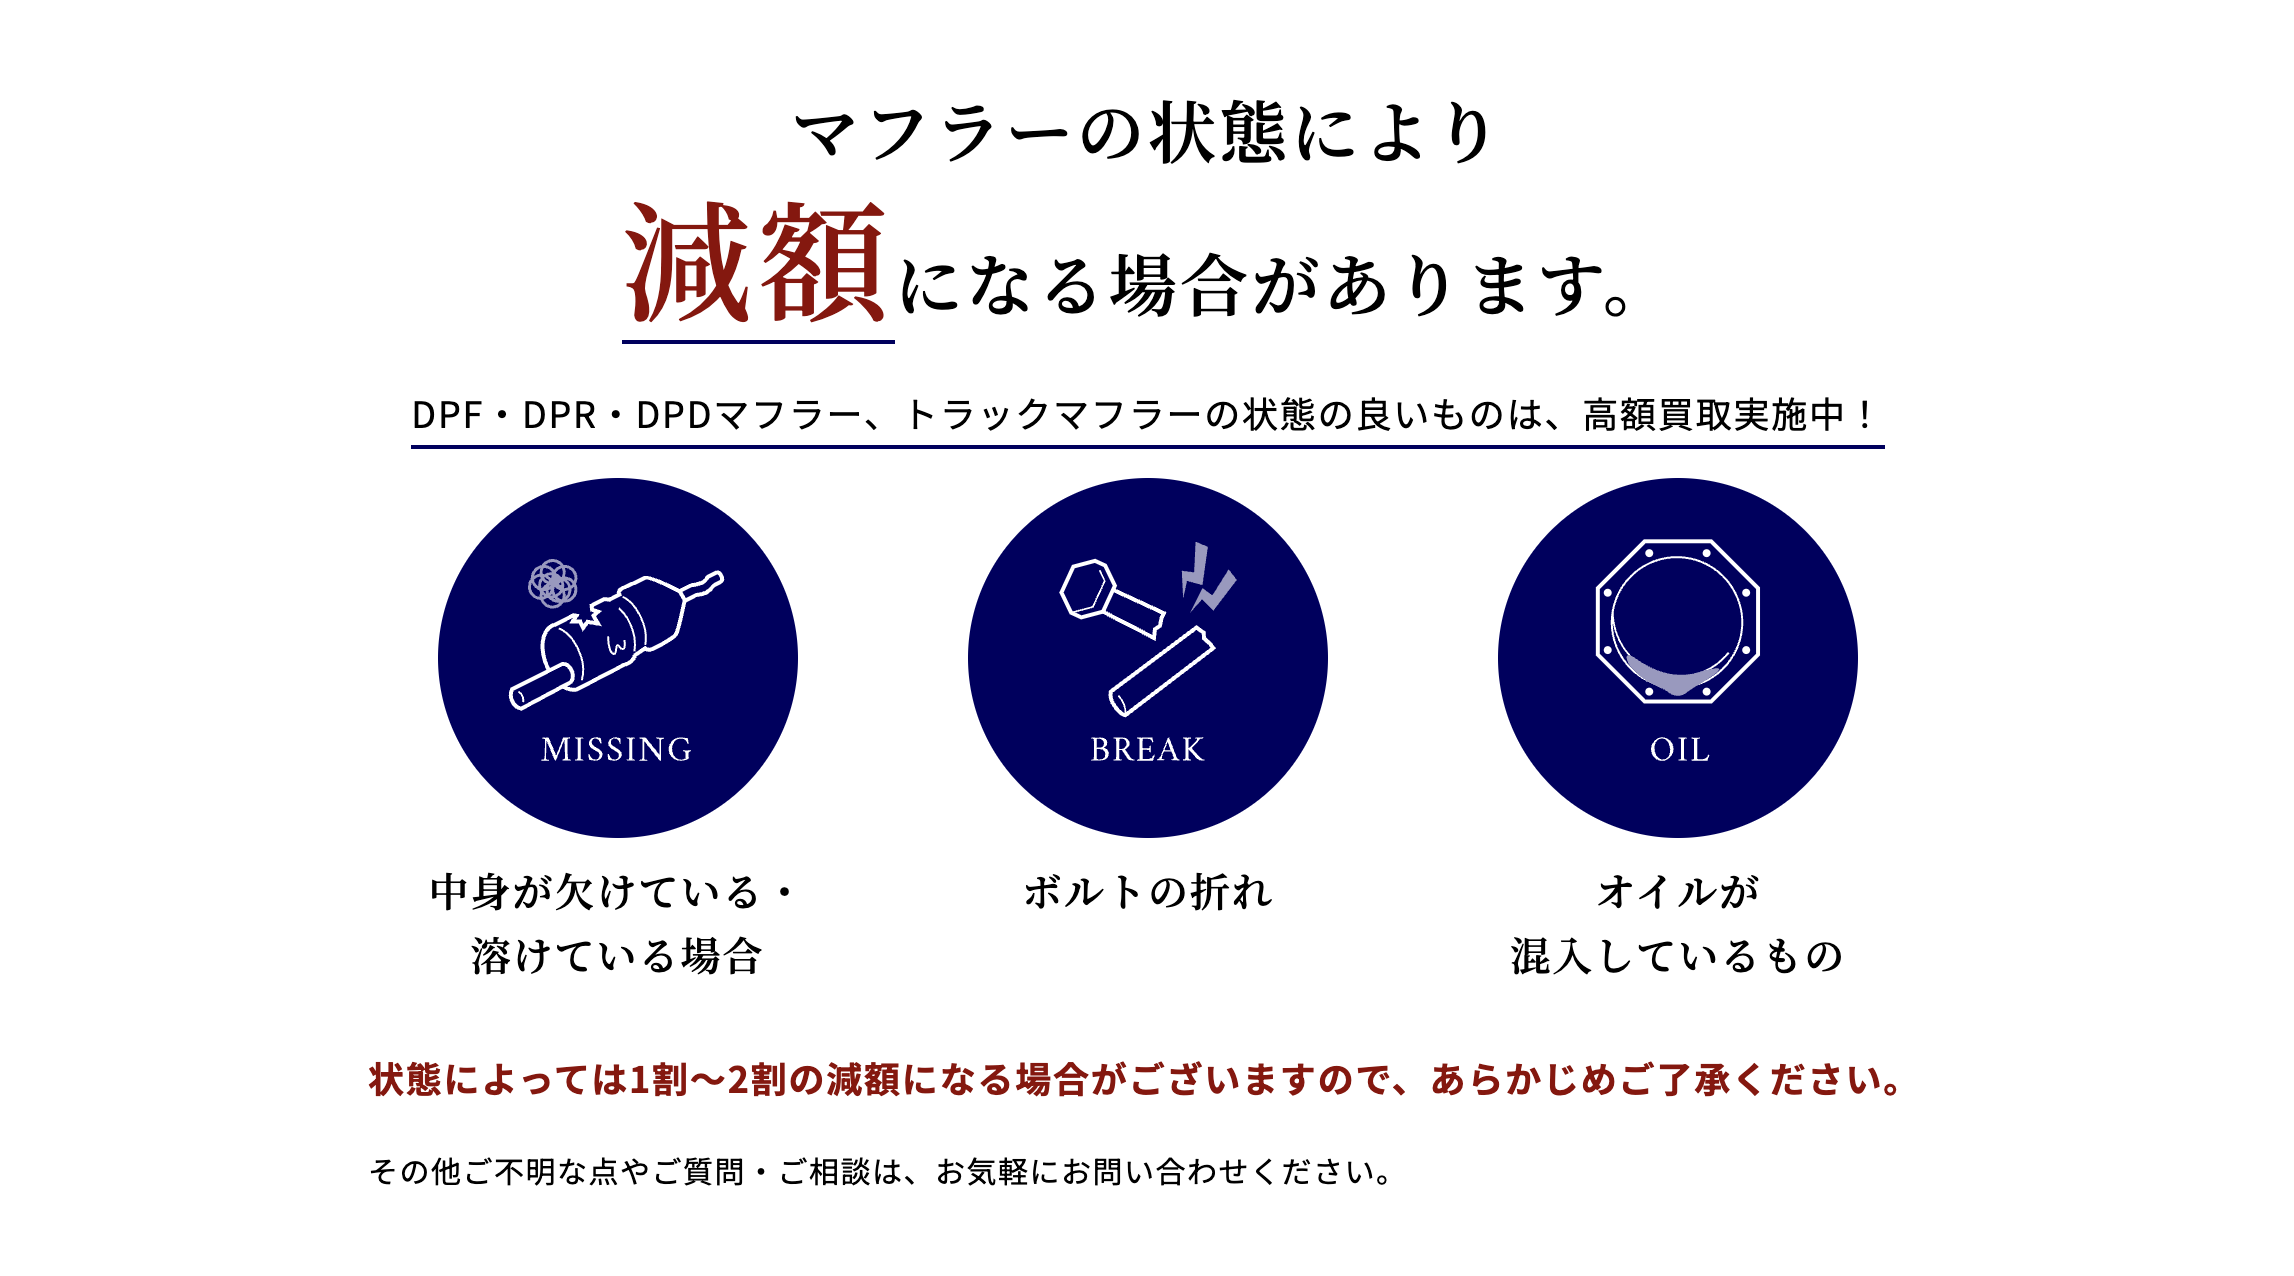 マフラーの状態により
減額になる場合があります。
DPF・DPR・DPDマフラー、トラックマフラーの状態の良いものは、高額買取実施中！
MISSING
BREAK
OIL
中身が欠けている・
溶けている場合
ボルトの折れ
オイルが
混入しているもの
状態によっては1割～2割の減額になる場合がございますので、あらかじめご了承ください。
その他ご不明な点やご質問・ご相談は、お気軽にお問い合わせください。